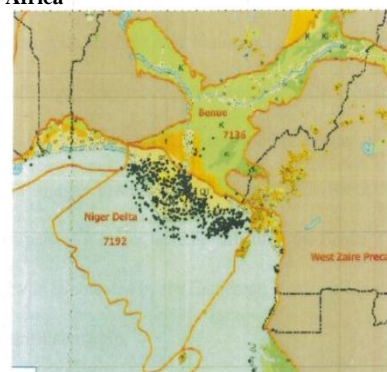 Africa
K
K
Benue
K
7136
K
Niger Delta
7192
West Zaire Preca